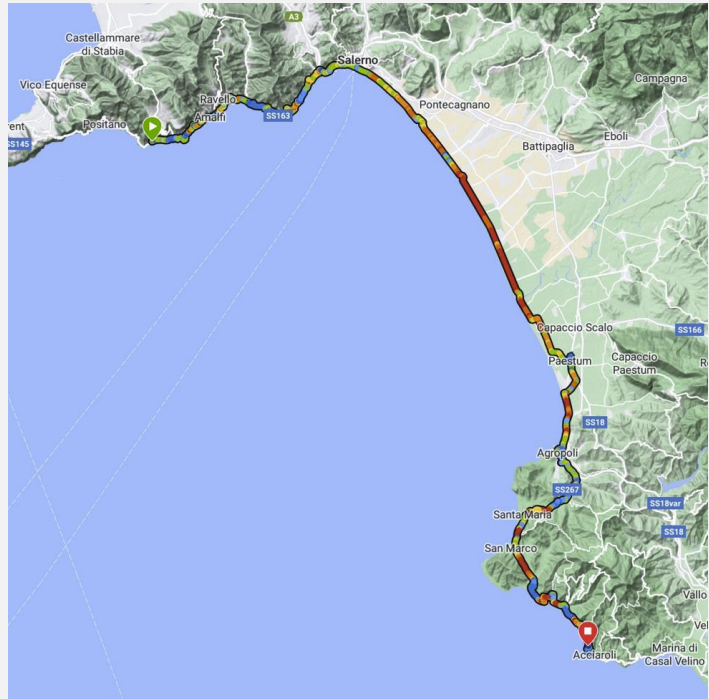 A3
Castellammare
di Stabia
Salerno
Campagna
Vico Equense
Ravello
Pontecagnano
SS163
Amalfi
Positano
rent
SS145
Eboli
Battipaglia
Capaccio Scalo
SS166
Paestum
Capaccio
Paestum
R
SS18
Agropoli
SS267
SS18var
Santa Maria
SS18
San Marco
Vallo
Vel
Acciaroli
Marina di
Casal Velino